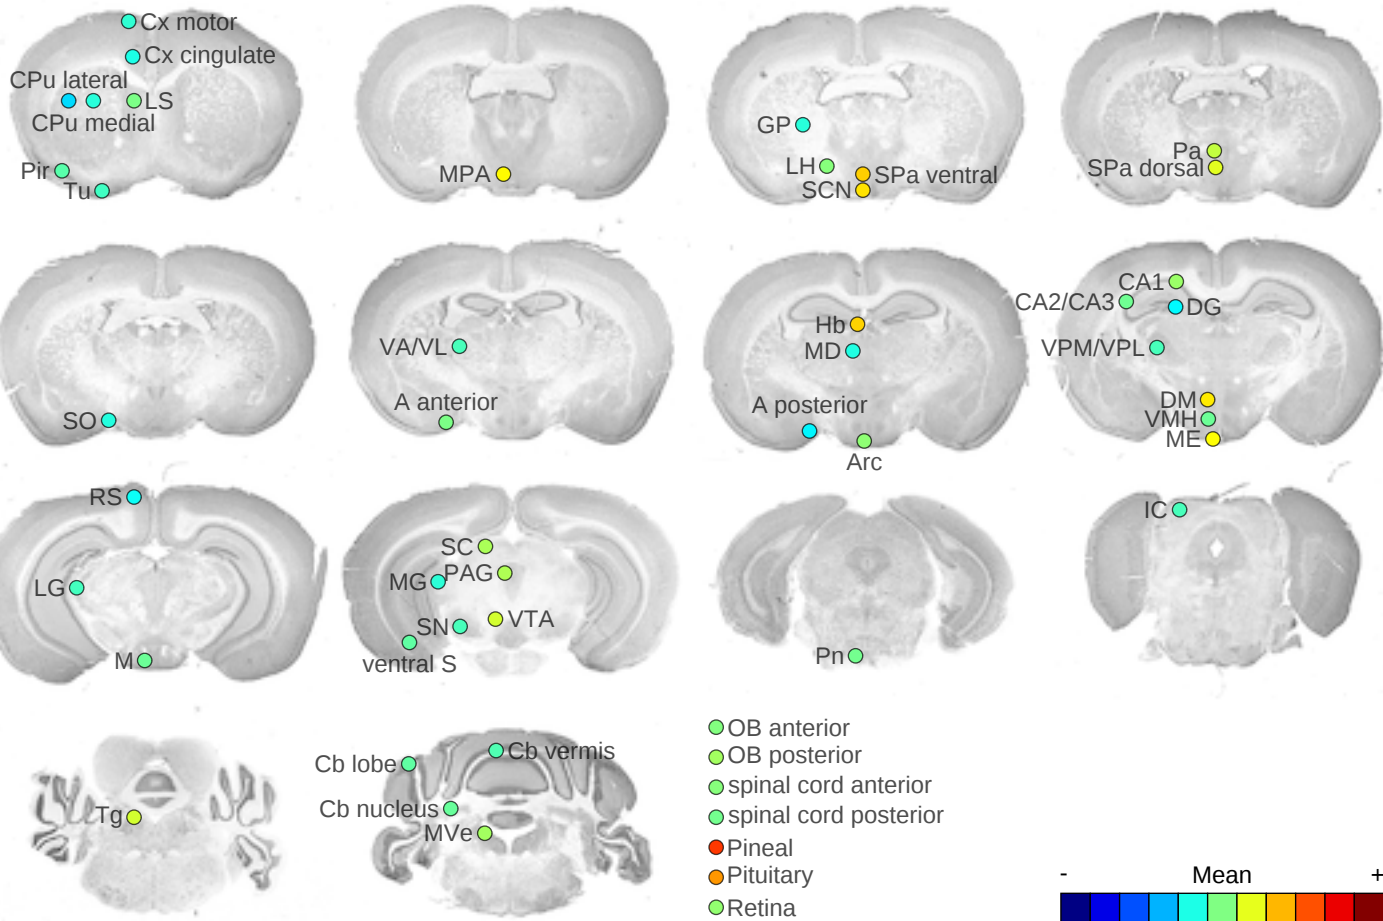 Cx motor
Cx cingulate
CPu lateral
LS
CPu medial
Pir
Tu
MPA
GP
LH
SPa ventral
SCN
Pa
SPa dorsal
SO
VA/VL
A anterior
Hb
MD
A posterior
Arc
CA1
CA2/CA3
DG
VPM/VPL
DM
VMH
ME
RS
LG
M
SC
MG
PAG
SN
VTA
ventral S
Pn
IC
Tg
Cb lobe
Cb vermis
Cb nucleus
MVe
OB anterior
OB posterior
spinal cord anterior
spinal cord posterior
Pineal
Pituitary
Retina
- Mean +